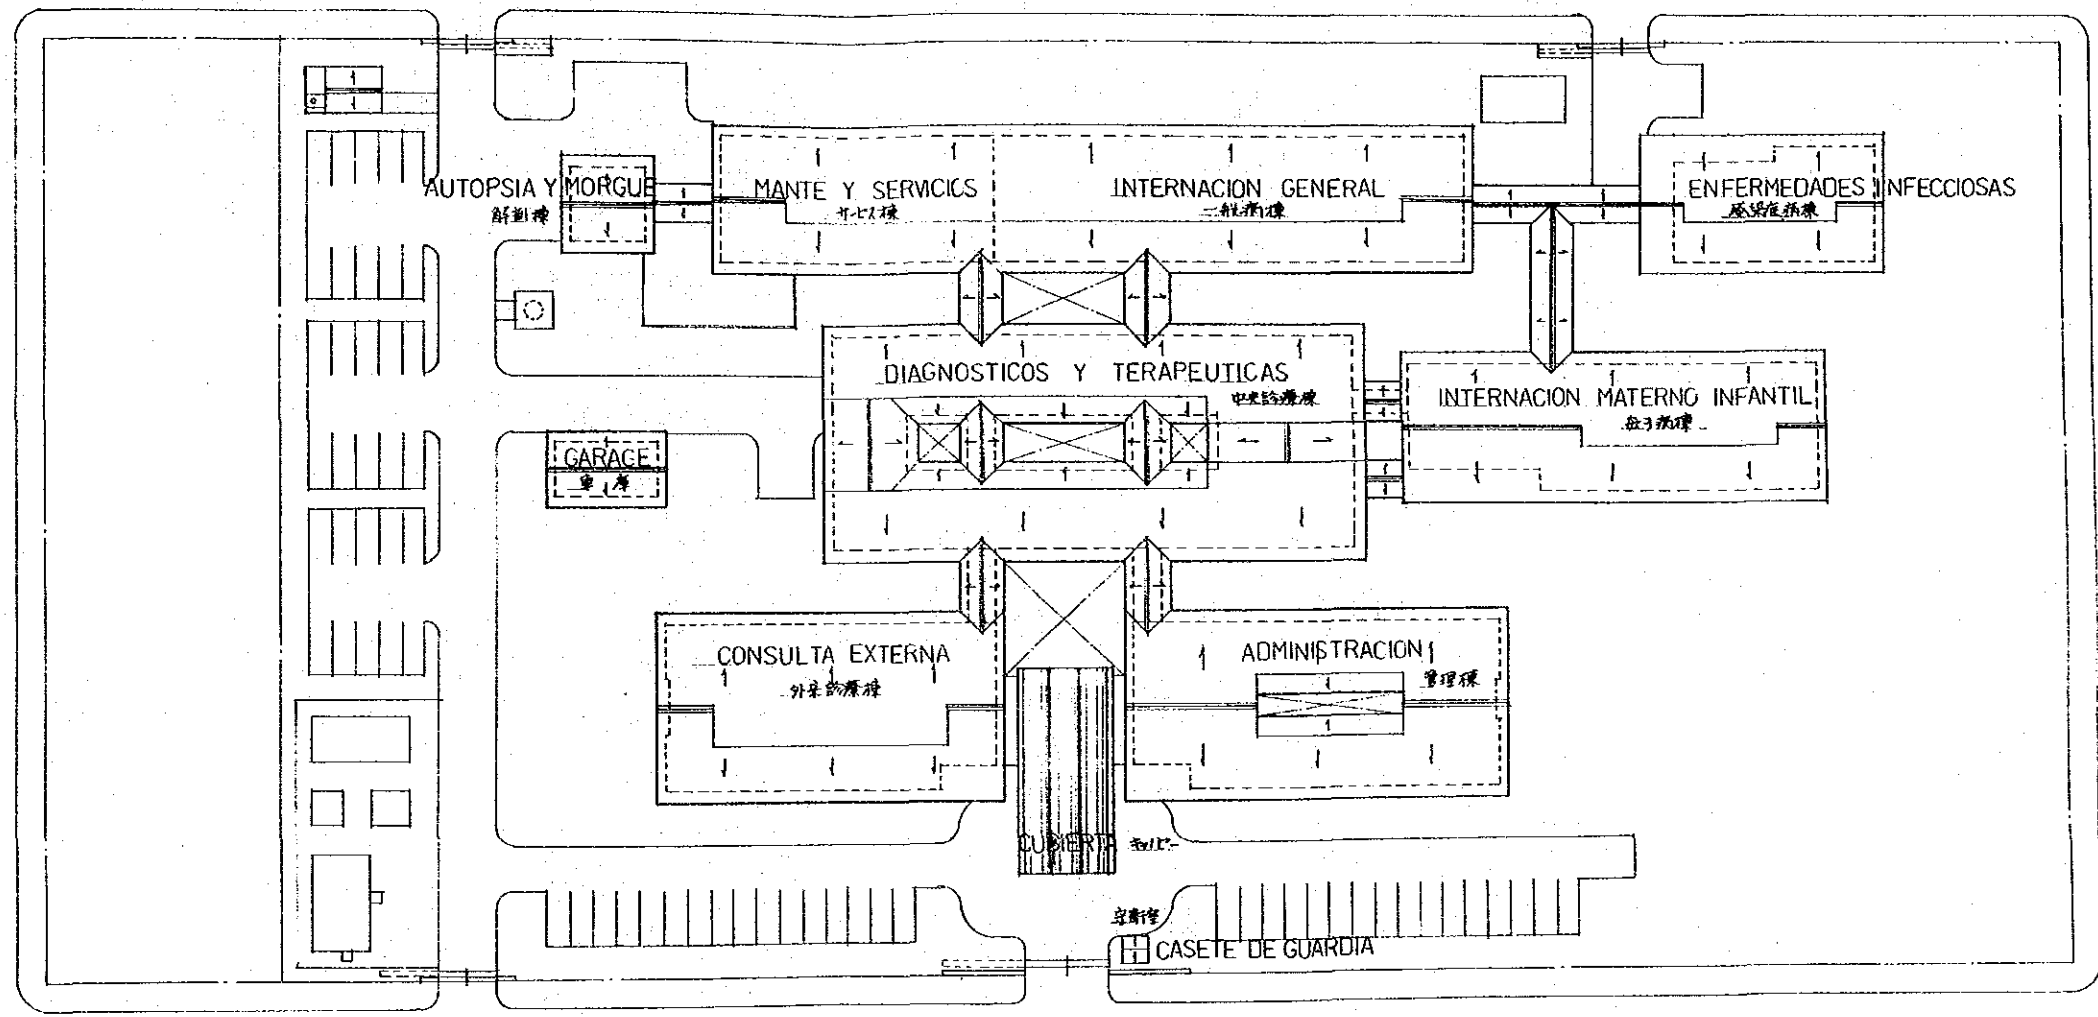 AUTOPSIA Y MORGUE
解剖棟
MANTE Y SERVICIOS
サービス棟
INTERNACION GENERAL
一般病棟
ENFERMEDADES INFECCIOSAS
感染症病棟
DIAGNOSTICOS Y TERAPEUTICAS
中央診療棟
INTERNACION MATERNO INFANTIL
母子病棟
GARAGE
車庫
CONSULTA EXTERNA
外来診療棟
ADMINISTRACION
管理棟
CUBIERTA キャノピー
守衛室
CASETE DE GUARDIA